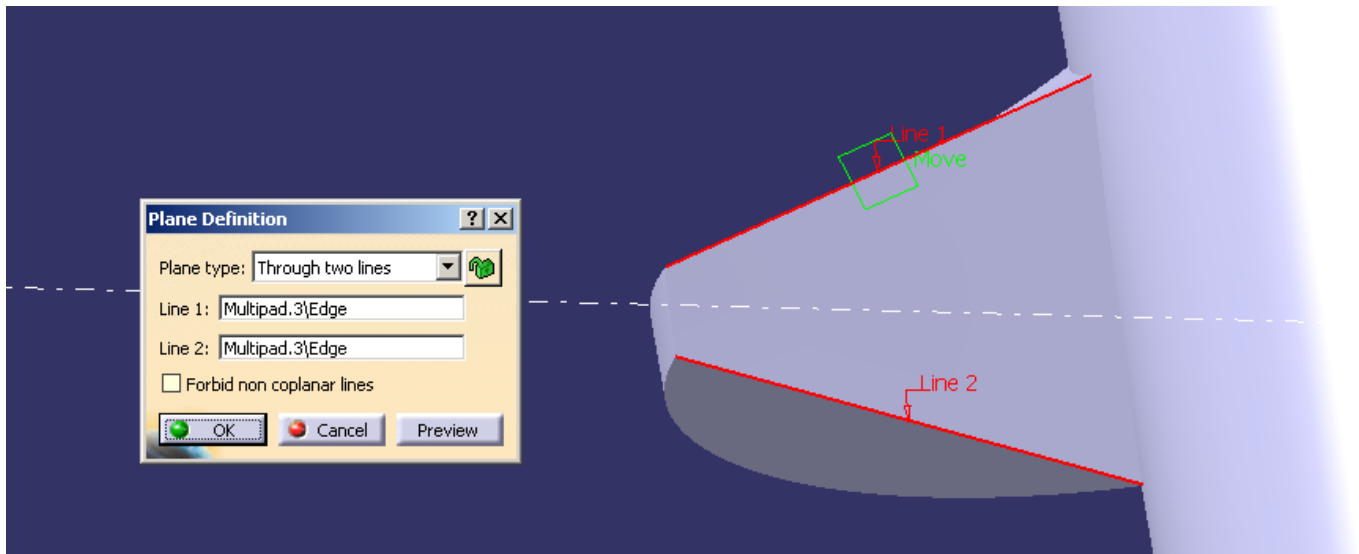 Line 1
Move
Plane Definition
Plane type: Through two lines
Line 1: Multipad.3\Edge
Line 2: Multipad.3\Edge
Forbid non coplanar lines
OK Cancel Preview
Line 2